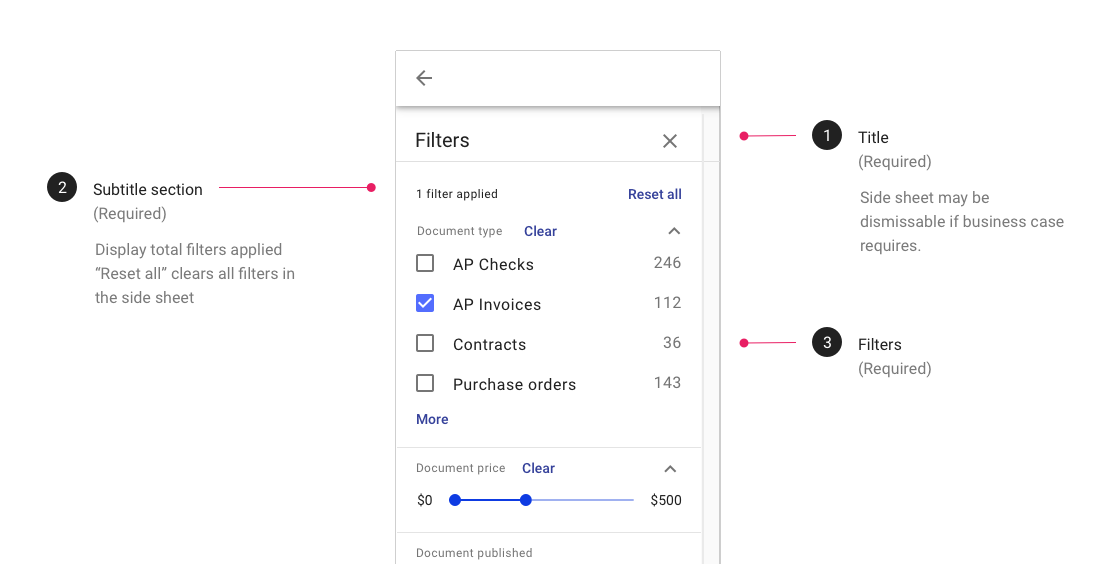 Filters
1 filter applied
Reset all
Document type
Clear
AP Checks
246
AP Invoices
112
Contracts
36
Purchase orders
143
More
Document price
Clear
$0
$500
Document published
1
Title
(Required)
Side sheet may be
dismissable if business case
requires.
2
Subtitle section
(Required)
Display total filters applied
“Reset all” clears all filters in
the side sheet
3
Filters
(Required)